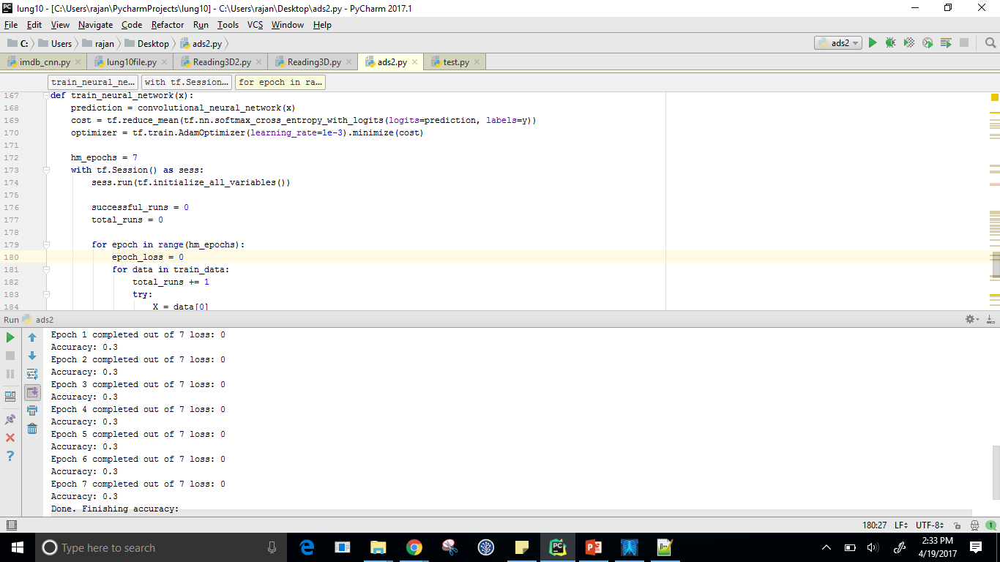 lung10 - [C:\Users\rajan\PycharmProjects\lung10] - C:\Users\rajan\Desktop\ads2.py - PyCharm 2017.1
File Edit View Navigate Code Refactor Run Tools VCS Window Help
C: Users rajan Desktop ads2.py ads2
imdb_cnn.py lung10file.py Reading3D2.py Reading3D.py ads2.py test.py
train_neural_ne... with tf.Session... for epoch in ra...
167 def train_neural_network(x):
168 prediction = convolutional_neural_network(x)
169 cost = tf.reduce_mean(tf.nn.softmax_cross_entropy_with_logits(logits=prediction, labels=y))
170 optimizer = tf.train.AdamOptimizer(learning_rate=1e-3).minimize(cost)
171
172 hm_epochs = 7
173 with tf.Session() as sess:
174 sess.run(tf.initialize_all_variables())
175
176 successful_runs = 0
177 total_runs = 0
178
179 for epoch in range(hm_epochs):
180 epoch_loss = 0
181 for data in train_data:
182 total_runs += 1
183 try:
184 X = data[0]
Run ads2
Epoch 1 completed out of 7 loss: 0
Accuracy: 0.3
Epoch 2 completed out of 7 loss: 0
Accuracy: 0.3
Epoch 3 completed out of 7 loss: 0
Accuracy: 0.3
Epoch 4 completed out of 7 loss: 0
Accuracy: 0.3
Epoch 5 completed out of 7 loss: 0
Accuracy: 0.3
Epoch 6 completed out of 7 loss: 0
Accuracy: 0.3
Epoch 7 completed out of 7 loss: 0
Accuracy: 0.3
Done. Finishing accuracy:
180:27 LF UTF-8 1
Type here to search
2:33 PM
4/19/2017